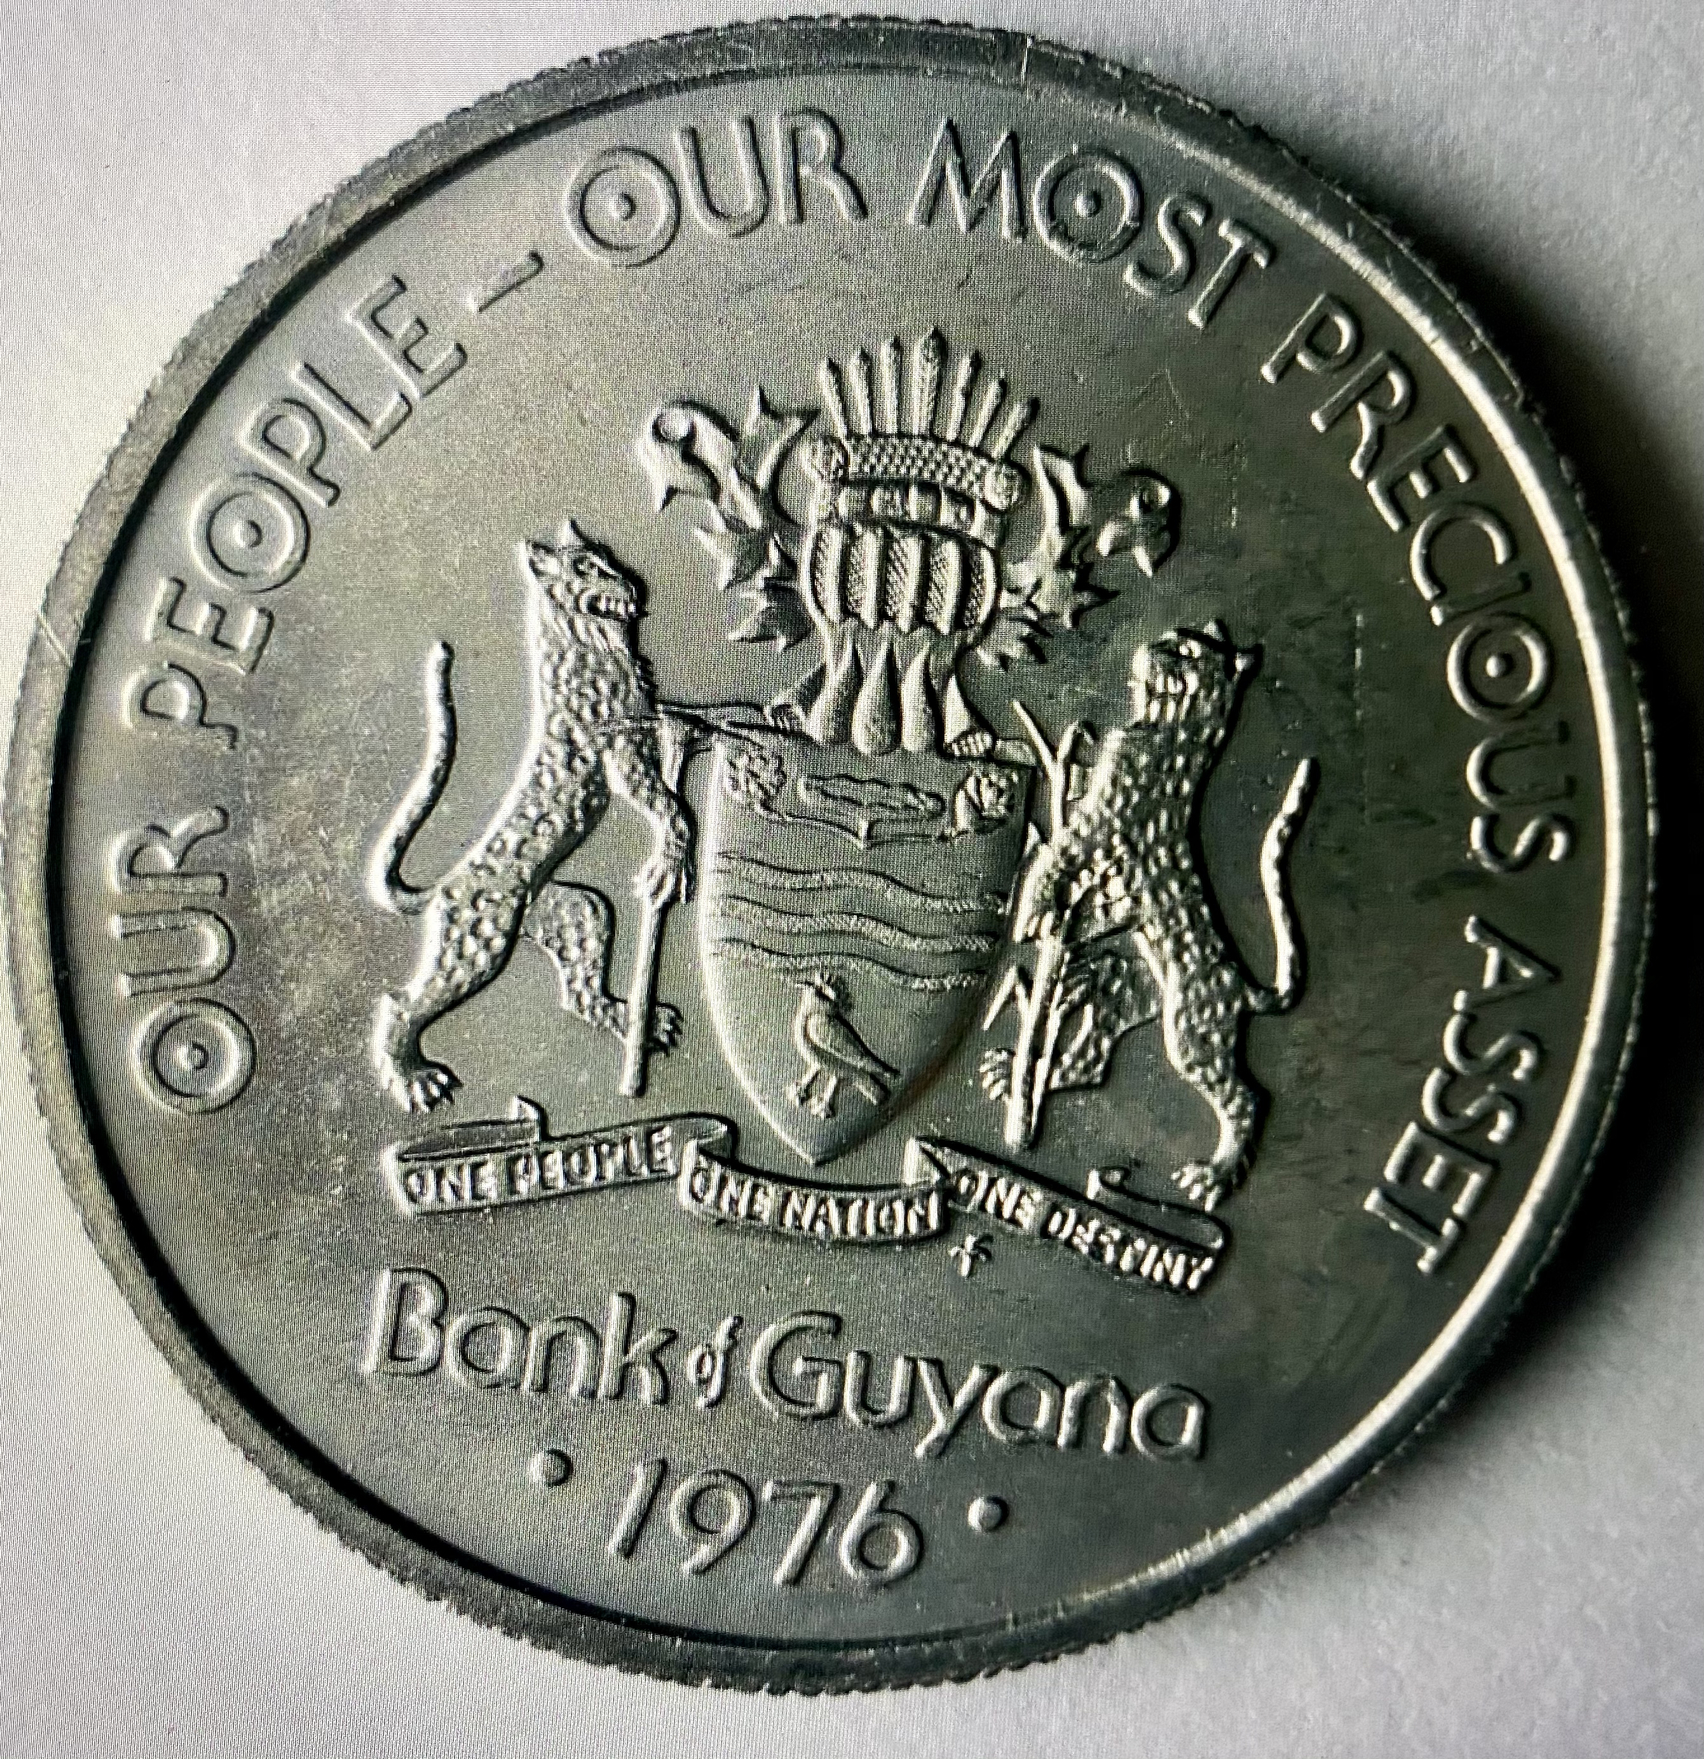 OUR PEOPLE - OUR MOST PRECIOUS ASSET
ONE PEOPLE
ONE NATION
ONE DESTINY
Bank of Guyana
• 1976 •